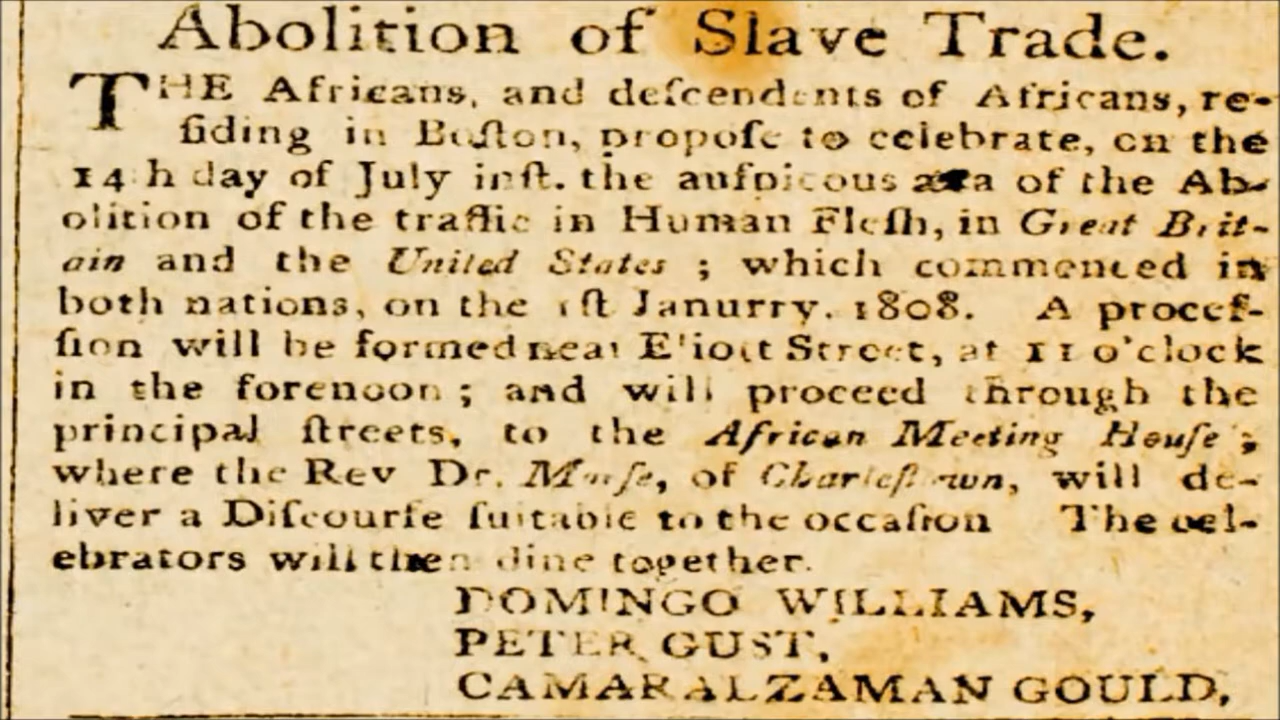 Abolition of Slave Trade.
THE Africans, and deſcendents of Africans, re-
ſiding in Boſton, propoſe to celebrate, on the
14 h day of July inſt. the auſpicous æra of the Ab-
olition of the traffic in Human Fleſh, in Great Brit-
ain and the United States ; which commenced in
both nations, on the 1ſt Janurry. 1808. A proceſ-
ſion will be formed near Eliott Street, at 11 o'clock
in the forenoon ; and will proceed through the
principal ſtreets, to the African Meeting Houſe ;
where the Rev Dr. Morſe, of Charleſtown, will de-
liver a Diſcourſe ſuitable to the occaſion The cel-
ebrators will then dine together.
DOMINGO WILLIAMS,
PETER GUST,
CAMARALZAMAN GOULD,